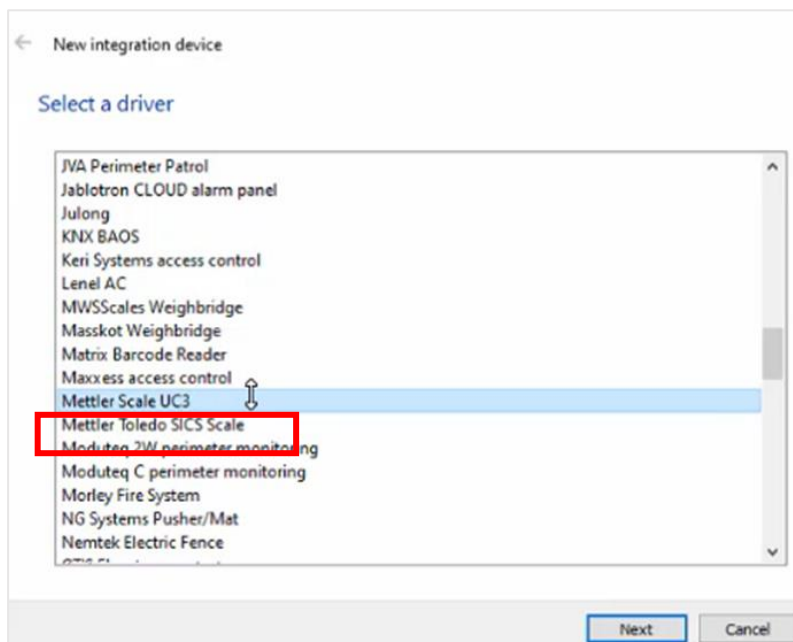 New integration device
Select a driver
JVA Perimeter Patrol
Jablotron CLOUD alarm panel
Julong
KNX BAOS
Keri Systems access control
Lenel AC
MWSScales Weighbridge
Masskot Weighbridge
Matrix Barcode Reader
Maxxess access control
Mettler Scale UC3
Mettler Toledo SICS Scale
Moduteq 2W perimeter monitoring
Moduteq C perimeter monitoring
Morley Fire System
NG Systems Pusher/Mat
Nemtek Electric Fence
Next
Cancel